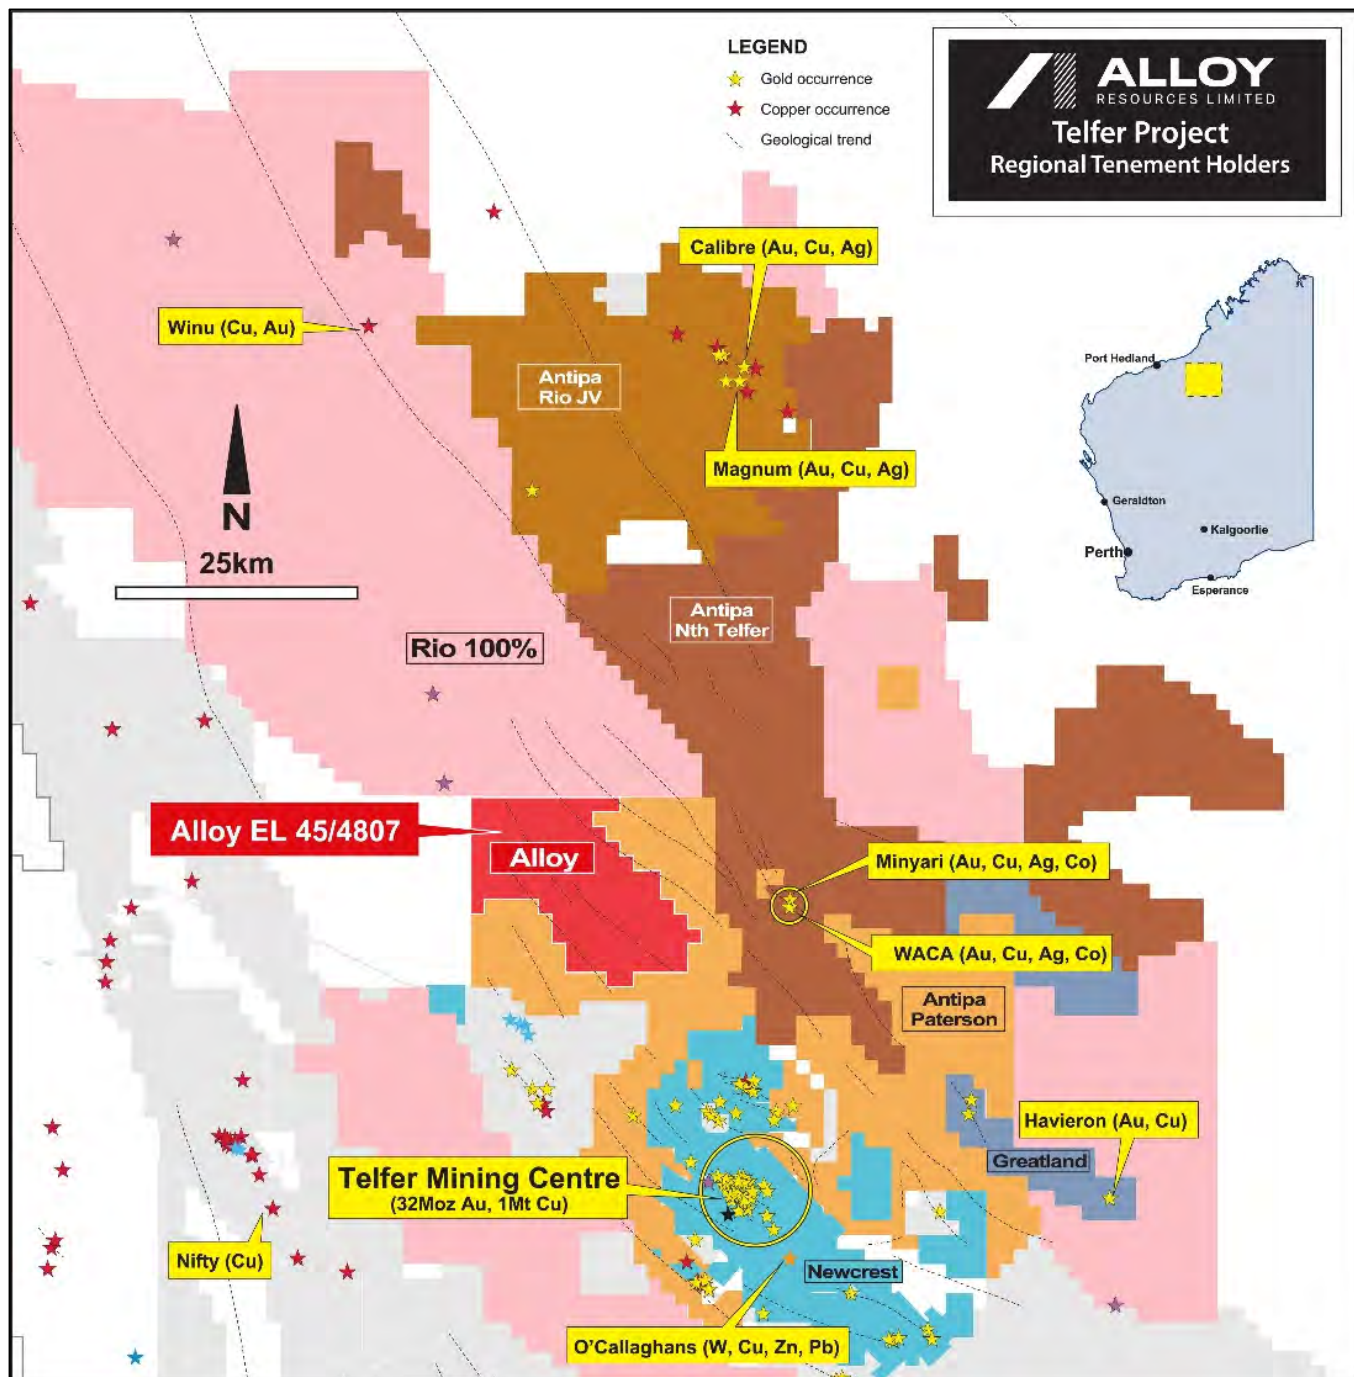 LEGEND
Gold occurrence
Copper occurrence
Geological trend
ALLOY
RESOURCES LIMITED
Telfer Project
Regional Tenement Holders
Calibre (Au, Cu, Ag)
Winu (Cu, Au)
Antipa
Rio JV
Magnum (Au, Cu, Ag)
Port Hedland
Geraldton
Kalgoorlie
Perth
Esperance
N
25km
Antipa
Nth Telfer
Rio 100%
Alloy EL 45/4807
Alloy
Minyari (Au, Cu, Ag, Co)
WACA (Au, Cu, Ag, Co)
Antipa
Paterson
Havieron (Au, Cu)
Greatland
Telfer Mining Centre
(32Moz Au, 1Mt Cu)
Nifty (Cu)
Newcrest
O'Callaghans (W, Cu, Zn, Pb)